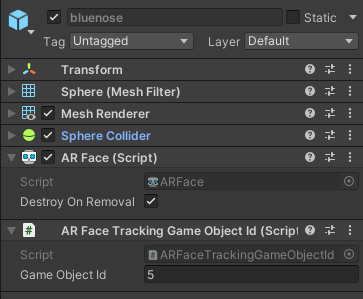 bluenose
Static
Tag Untagged Layer Default
Transform
Sphere (Mesh Filter)
Mesh Renderer
Sphere Collider
AR Face (Script)
Script ARFace
Destroy On Removal
# AR Face Tracking Game Object Id (Script
Script # ARFaceTrackingGameObjectId
Game Object Id 5